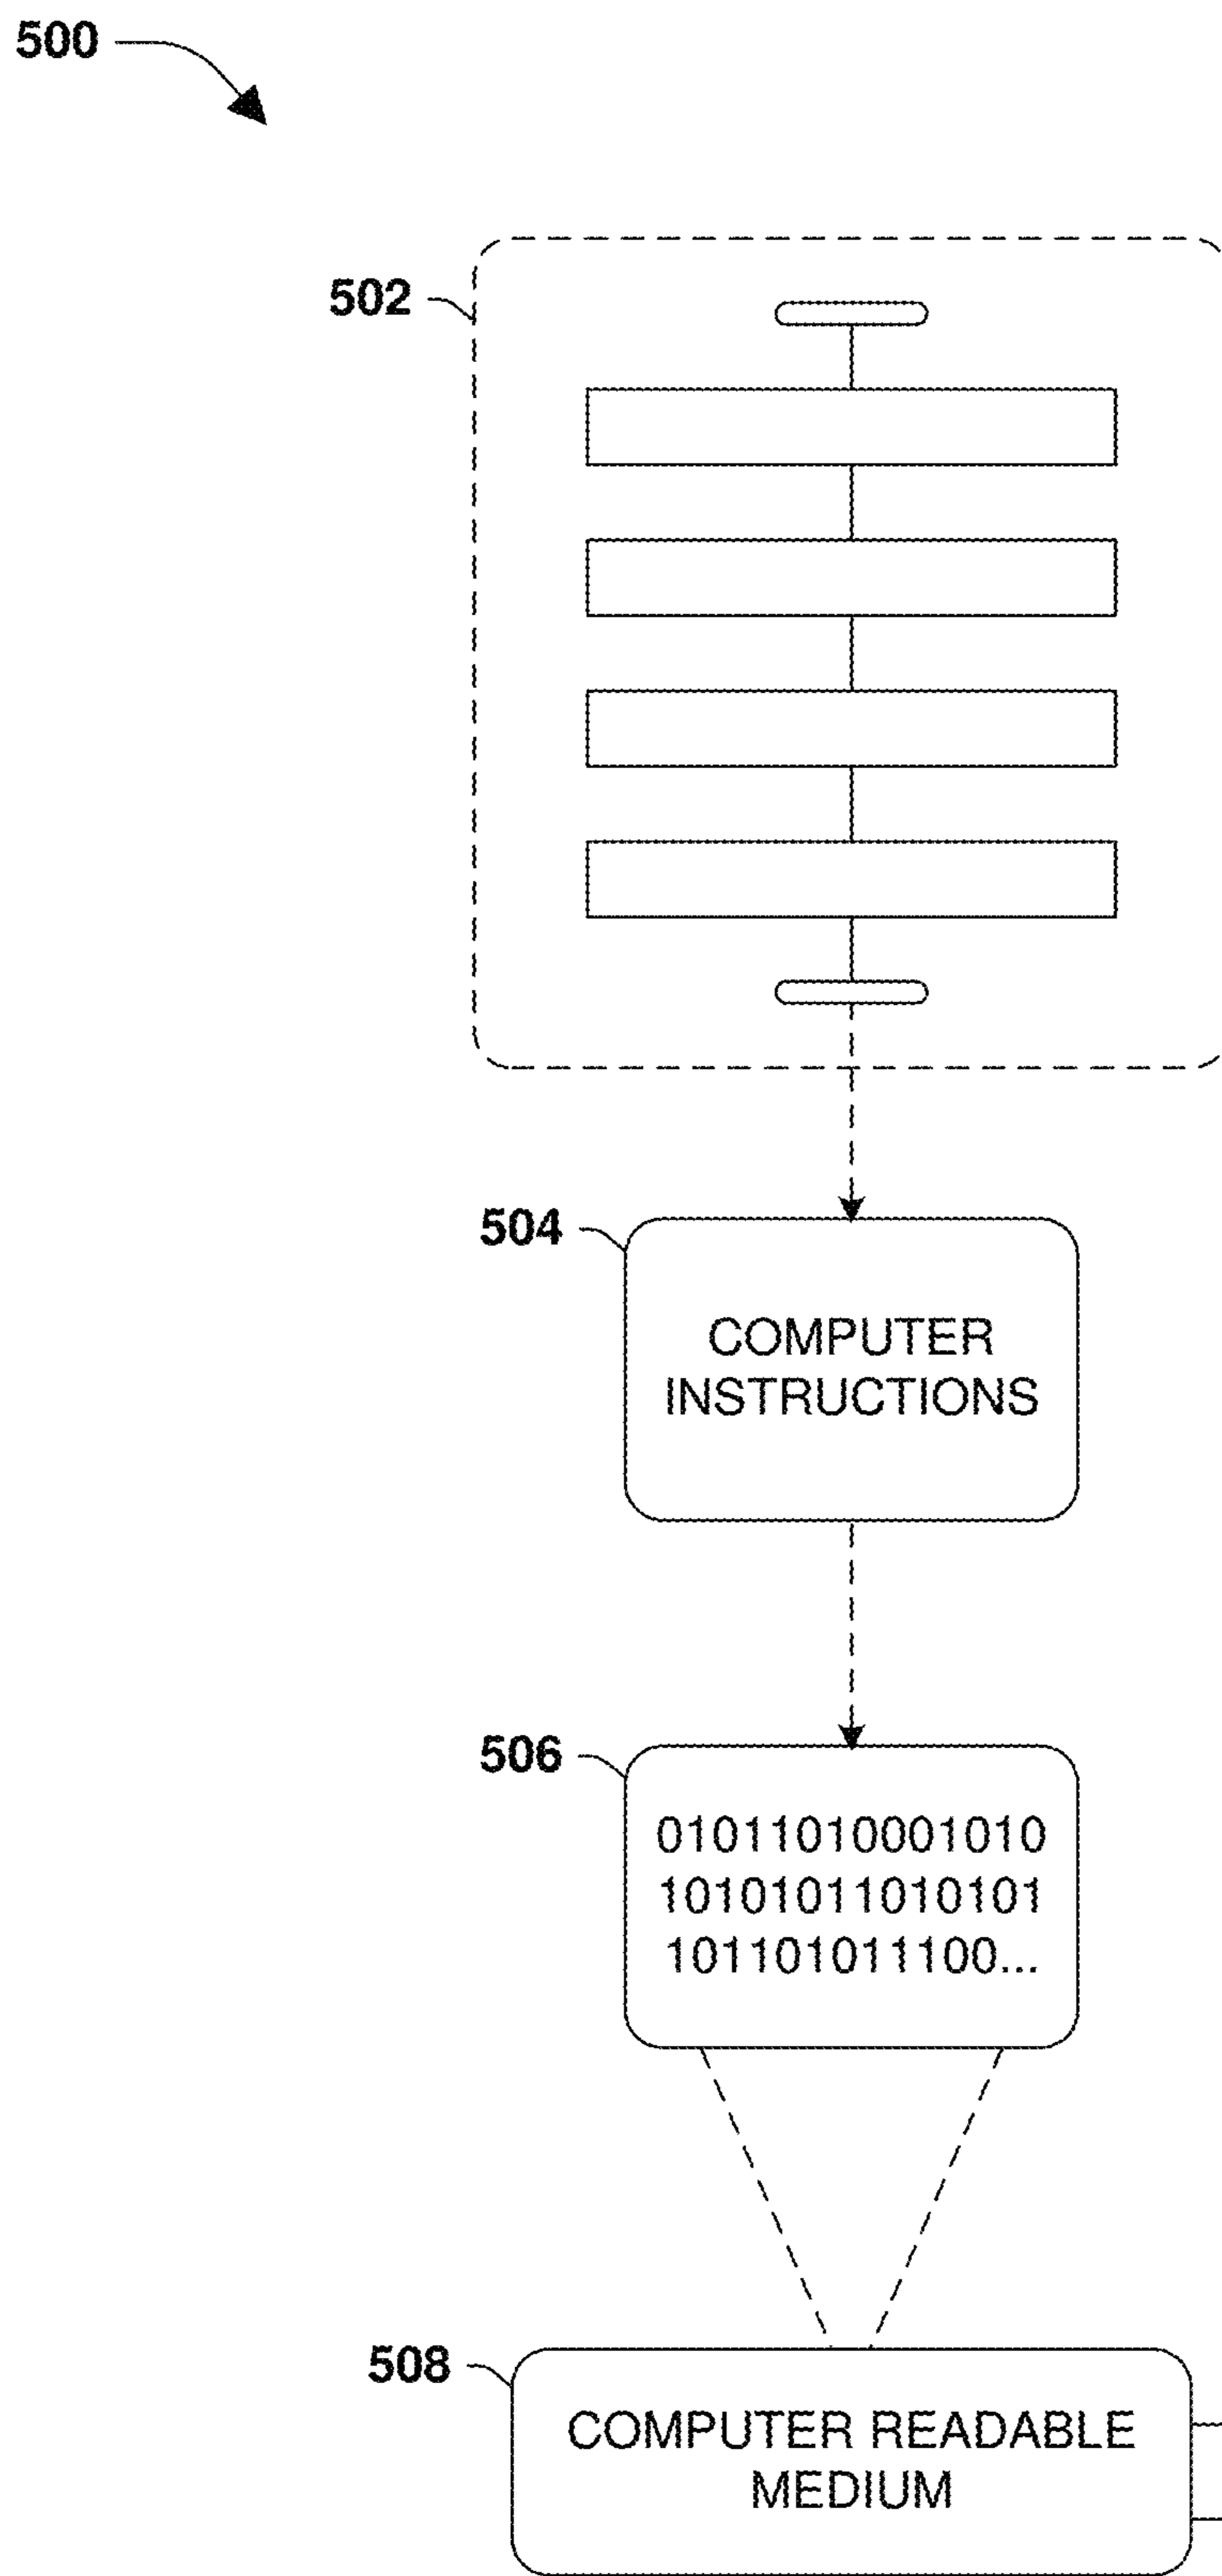 500
502
504
COMPUTER
INSTRUCTIONS
506
01011010001010
10101011010101
101101011100...
508
COMPUTER READABLE
MEDIUM